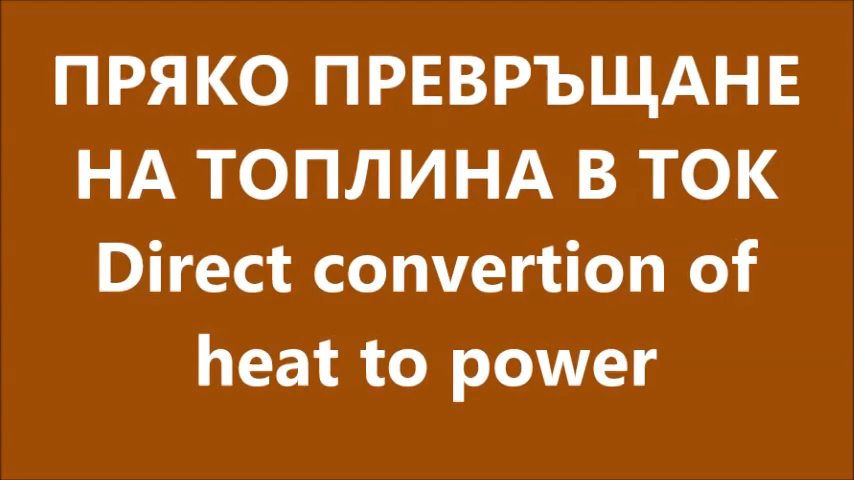 ПРЯКО ПРЕВРЪЩАНЕ
НА ТОПЛИНА В ТОК
Direct convertion of
heat to power